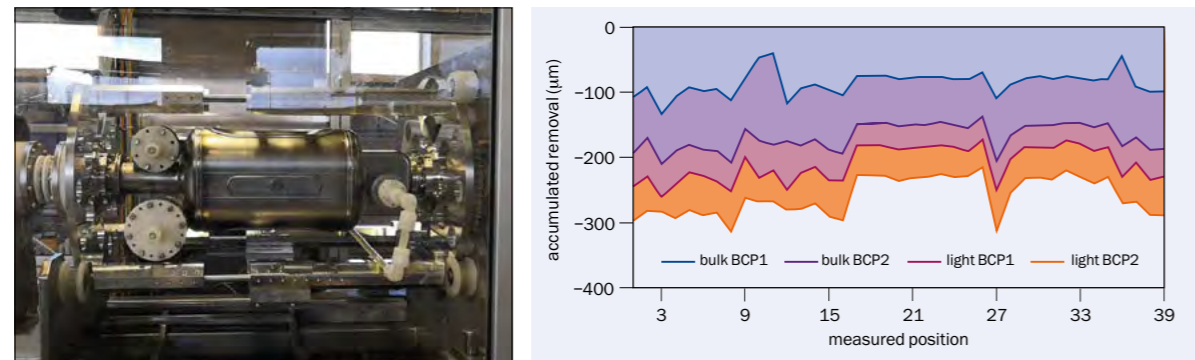 0
−100
−200
−300
−400
accumulated removal (μm)
bulk BCP1 bulk BCP2 light BCP1 light BCP2
3 9 15 21 27 33 39
measured position